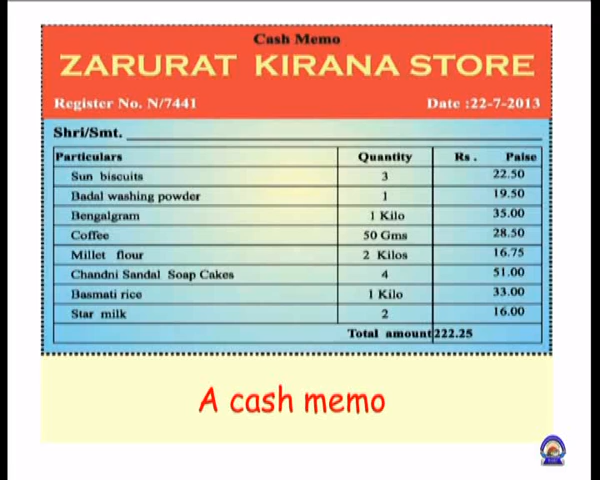 Cash Memo
ZARURAT KIRANA STORE
Register No. N/7441 Date :22-7-2013
Shri/Smt.
Particulars Quantity Rs . Paise
Sun biscuits 3 22.50
Badal washing powder 1 19.50
Bengalgram 1 Kilo 35.00
Coffee 50 Gms 28.50
Millet flour 2 Kilos 16.75
Chandni Sandal Soap Cakes 4 51.00
Basmati rice 1 Kilo 33.00
Star milk 2 16.00
Total amount 222.25
A cash memo